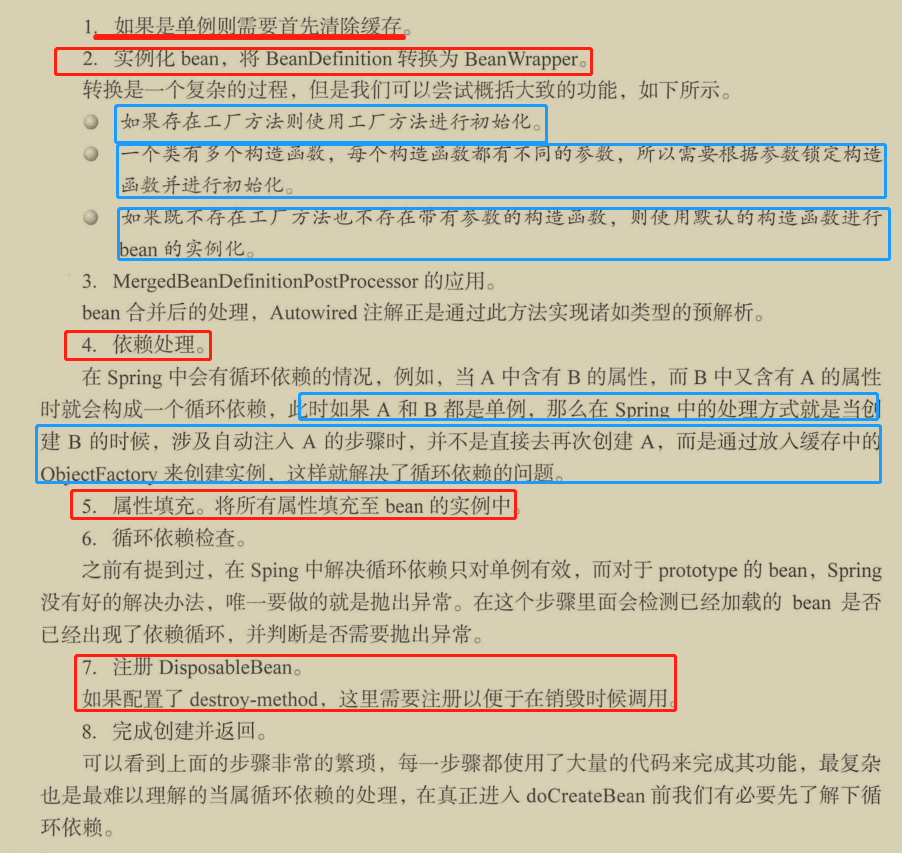 1. 如果是单例则需要首先清除缓存。
2. 实例化 bean，将 BeanDefinition 转换为 BeanWrapper。
转换是一个复杂的过程，但是我们可以尝试概括大致的功能，如下所示。
如果存在工厂方法则使用工厂方法进行初始化。
一个类有多个构造函数，每个构造函数都有不同的参数，所以需要根据参数锁定构造
函数并进行初始化。
如果既不存在工厂方法也不存在带有参数的构造函数，则使用默认的构造函数进行
bean 的实例化。
3. MergedBeanDefinitionPostProcessor 的应用。
bean 合并后的处理，Autowired 注解正是通过此方法实现诸如类型的预解析。
4. 依赖处理。
在 Spring 中会有循环依赖的情况，例如，当 A 中含有 B 的属性，而 B 中又含有 A 的属性
时就会构成一个循环依赖，此时如果 A 和 B 都是单例，那么在 Spring 中的处理方式就是当创
建 B 的时候，涉及自动注入 A 的步骤时，并不是直接去再次创建 A，而是通过放入缓存中的
ObjectFactory 来创建实例，这样就解决了循环依赖的问题。
5. 属性填充。将所有属性填充至 bean 的实例中。
6. 循环依赖检查。
之前有提到过，在 Sping 中解决循环依赖只对单例有效，而对于 prototype 的 bean，Spring
没有好的解决办法，唯一要做的就是抛出异常。在这个步骤里面会检测已经加载的 bean 是否
已经出现了依赖循环，并判断是否需要抛出异常。
7. 注册 DisposableBean。
如果配置了 destroy-method，这里需要注册以便于在销毁时候调用。
8. 完成创建并返回。
可以看到上面的步骤非常的繁琐，每一步骤都使用了大量的代码来完成其功能，最复杂
也是最难以理解的当属循环依赖的处理，在真正进入 doCreateBean 前我们有必要先了解下循
环依赖。